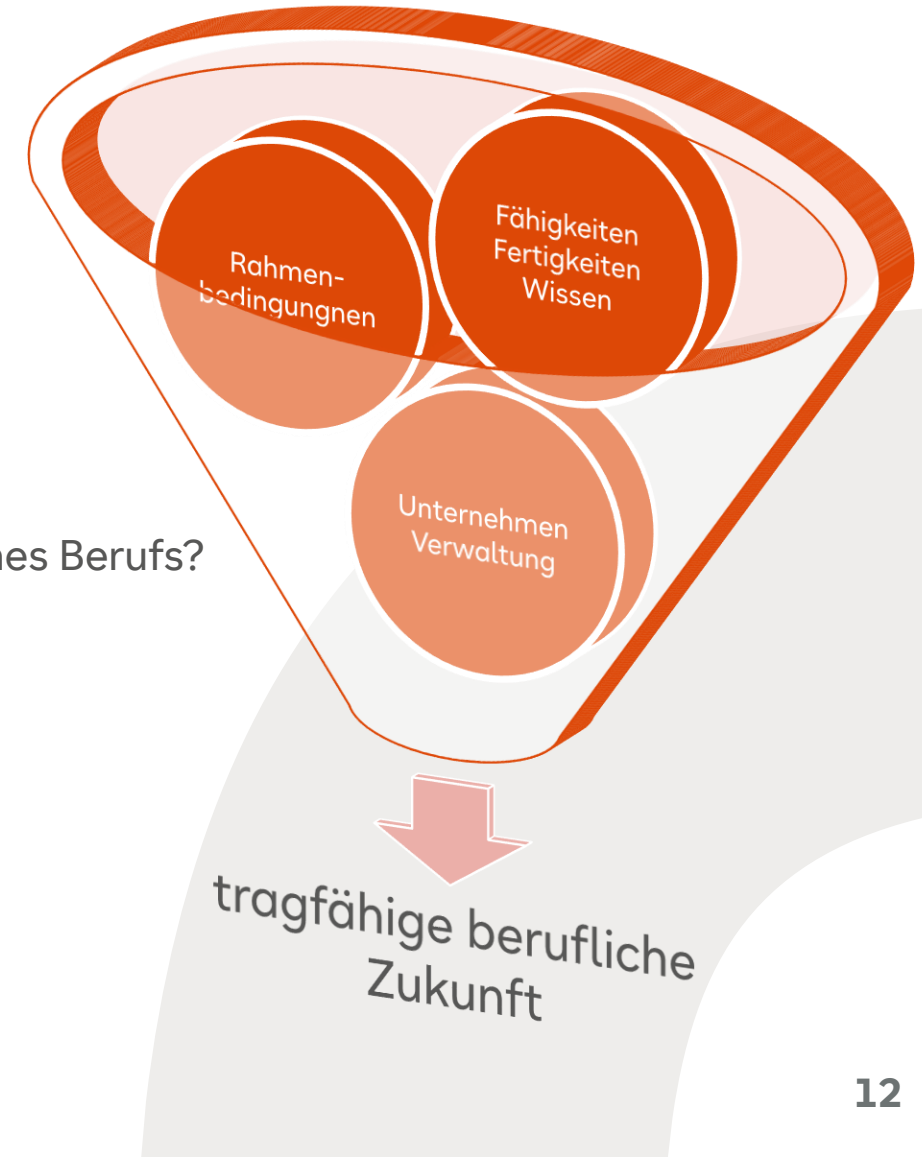 Fähigkeiten
Fertigkeiten
Wissen
Rahmen-
bedingungnen
Unternehmen
Verwaltung
nes Berufs?
tragfähige berufliche
Zukunft
12